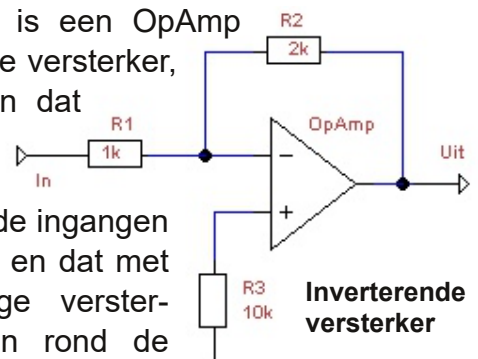 is een OpAmp
e versterker,
n dat
de ingangen
en dat met
ge verster-
n rond de
R2
2k
R1
1k
In
OpAmp
−
+
Uit
R3
10k
Inverterende
versterker